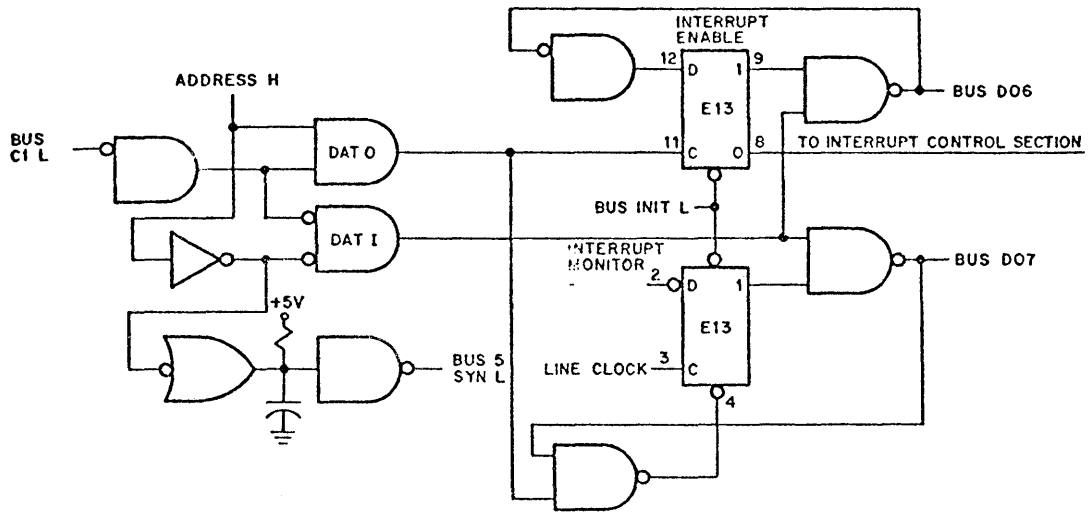 INTERRUPT
ENABLE
ADDRESS H
12 D 1 9
BUS D06
E13
BUS
C1 L
DAT O
11 C O 8
TO INTERRUPT CONTROL SECTION
BUS INIT L
DAT I
INTERRUPT
MONITOR
2 D 1
BUS D07
+5V
E13
BUS 5
SYN L
LINE CLOCK
3 C
4